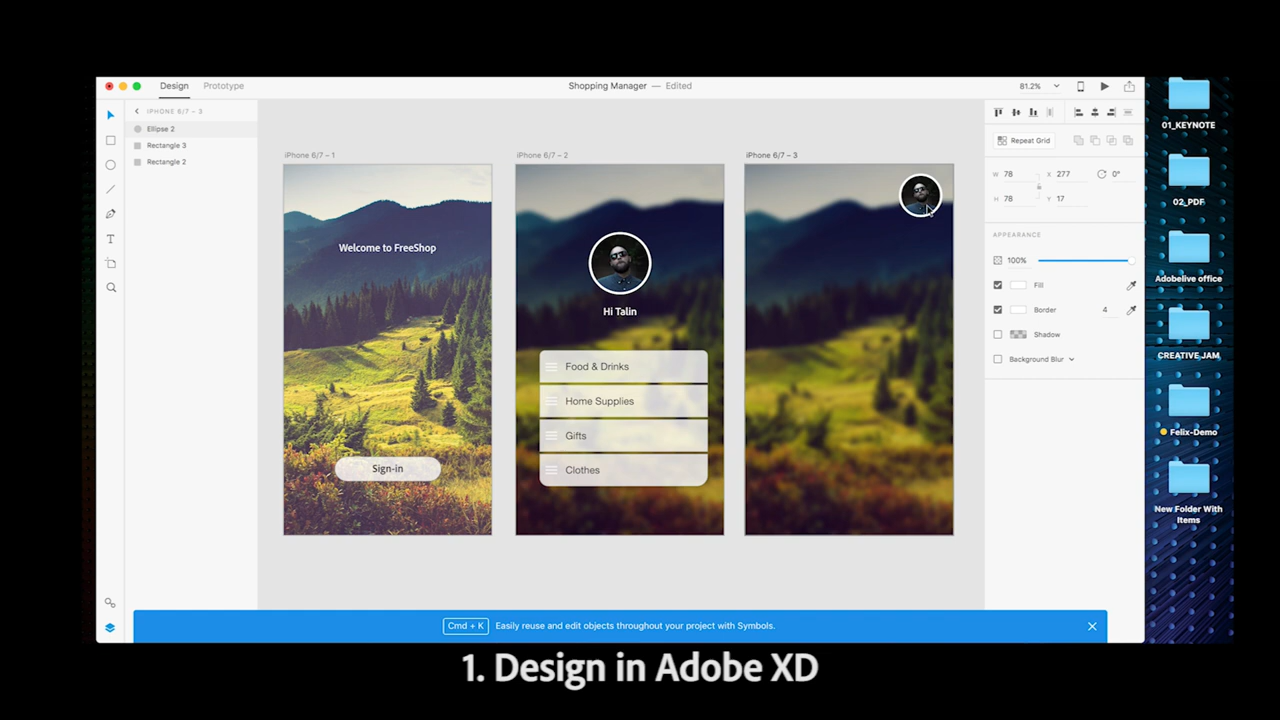 Design
Prototype
Shopping Manager — Edited
81.2%
IPHONE 6/7 – 3
Ellipse 2
Rectangle 3
Rectangle 2
iPhone 6/7 – 1
iPhone 6/7 – 2
iPhone 6/7 – 3
Welcome to FreeShop
Sign-in
Hi Talin
Food & Drinks
Home Supplies
Gifts
Clothes
Repeat Grid
W 78
X 277
0°
H 78
Y 17
APPEARANCE
100%
Fill
Border
4
Shadow
Background Blur
01_KEYNOTE
02_PDF
Adobelive office
CREATIVE JAM
Felix-Demo
New Folder With
Items
Cmd + K
Easily reuse and edit objects throughout your project with Symbols.
1. Design in Adobe XD